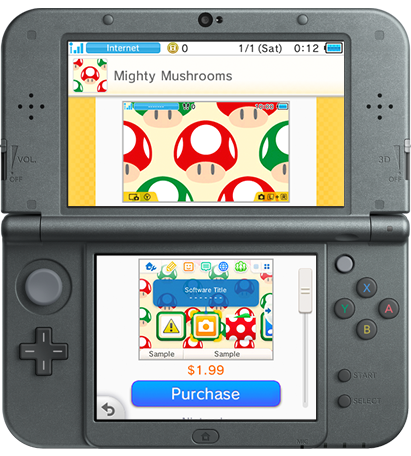 Internet 0 1/1 (Sat) 0:12
Mighty Mushrooms
VOL.
OFF
3D
OFF
Software Title
Sample Sample
$1.99
Purchase
X
Y A
B
START
SELECT
MIC